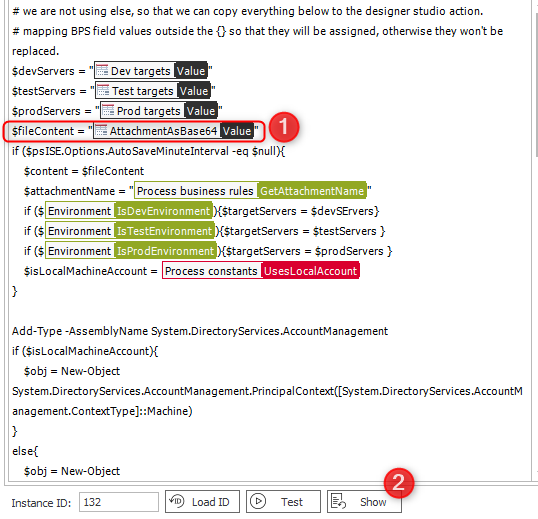 # we are not using else, so that we can copy everything below to the designer studio action.
# mapping BPS field values outside the {} so that they will be assigned, otherwise they won't be
replaced.
$devServers = "Dev targets Value"
$testServers = "Test targets Value"
$prodServers = "Prod targets Value"
$fileContent = "AttachmentAsBase64 Value" 1
if ($psISE.Options.AutoSaveMinuteInterval -eq $null){
$content = $fileContent
$attachmentName = "Process business rules GetAttachmentName"
if ($Environment IsDevEnvironment){$targetServers = $devSErvers}
if ($Environment IsTestEnvironment){$targetServers = $testServers }
if ($Environment IsProdEnvironment){$targetServers = $prodServers }
$isLocalMachineAccount = Process constants UsesLocalAccount
}
Add-Type -AssemblyName System.DirectoryServices.AccountManagement
if ($isLocalMachineAccount){
$obj = New-Object
System.DirectoryServices.AccountManagement.PrincipalContext([System.DirectoryServices.AccountM
anagement.ContextType]::Machine)
}
else{
$obj = New-Object
2
Instance ID: 132 Load ID Test Show